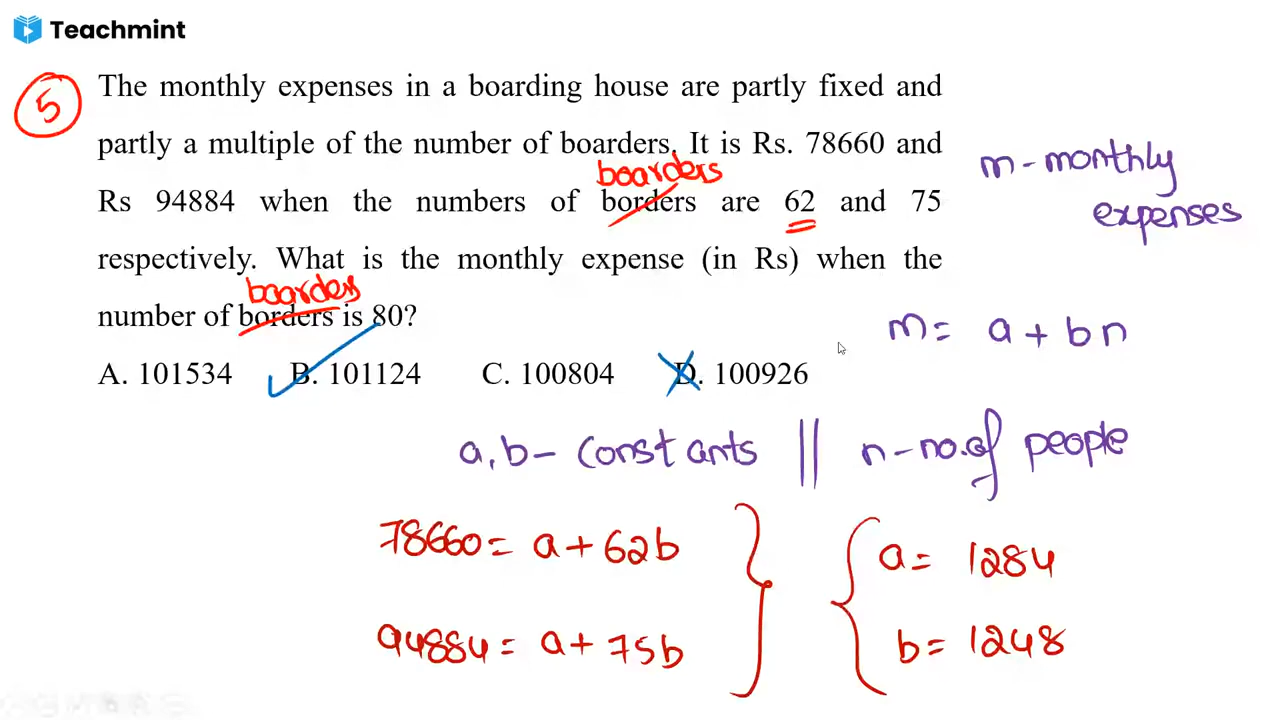 Teachmint
5
The monthly expenses in a boarding house are partly fixed and
partly a multiple of the number of boarders. It is Rs. 78660 and
boarders
Rs 94884 when the numbers of borders are 62 and 75
respectively. What is the monthly expense (in Rs) when the
boarders
number of borders is 80?
A. 101534 B. 101124 C. 100804 D. 100926
m - monthly
expenses
m = a + bn
a, b - constants || n - no. of people
78660 = a + 62b
94884 = a + 75b
a = 1284
b = 1248